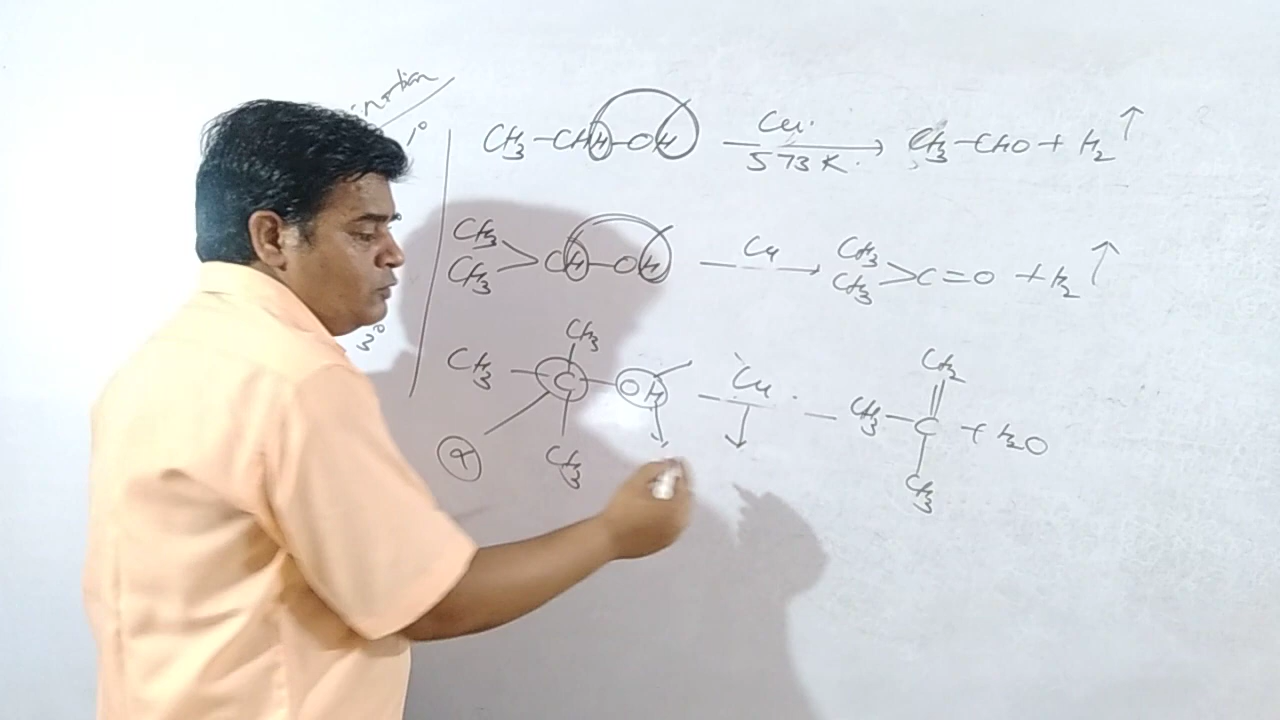 1°
CH3-CHH-OH Cu. 573 K. → CH3-CHO + H2 ↑
CH3 CH3 > CH-OH Cu → CH3 CH3 > C=O + H2 ↑
3°
CH3
CH3 - C - OH Cu. CH3 - C + H2O
CH2
α
CH3
CH3